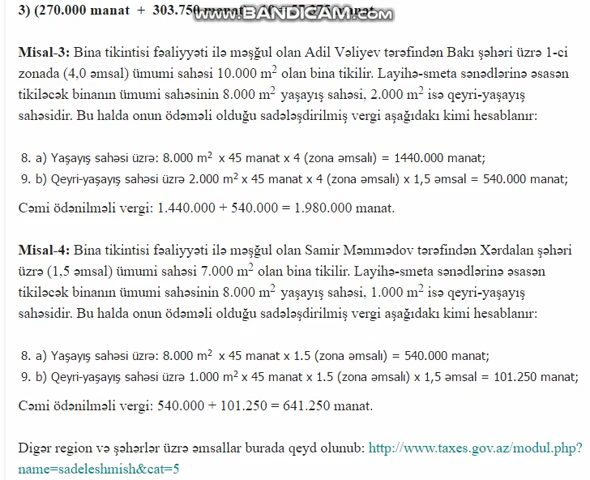 3) (270.000 manat + 303.750
www.BANDICAM.com
Misal-3: Bina tikintisi fəaliyyəti ilə məşğul olan Adil Vəliyev tərəfindən Bakı şəhəri üzrə 1-ci
zonada (4,0 əmsal) ümumi sahəsi 10.000 m² olan bina tikilir. Layihə-smeta sənədlərinə əsasən
tikiləcək binanın ümumi sahəsinin 8.000 m² yaşayış sahəsi, 2.000 m² isə qeyri-yaşayış
sahəsidir. Bu halda onun ödəməli olduğu sadələşdirilmiş vergi aşağıdakı kimi hesablanır:
8. a) Yaşayış sahəsi üzrə: 8.000 m² x 45 manat x 4 (zona əmsalı) = 1440.000 manat;
9. b) Qeyri-yaşayış sahəsi üzrə 2.000 m² x 45 manat x 4 (zona əmsalı) x 1,5 əmsal = 540.000 manat;
Cəmi ödənilməli vergi: 1.440.000 + 540.000 = 1.980.000 manat.
Misal-4: Bina tikintisi fəaliyyəti ilə məşğul olan Samir Məmmədov tərəfindən Xərdalan şəhəri
üzrə (1,5 əmsal) ümumi sahəsi 7.000 m² olan bina tikilir. Layihə-smeta sənədlərinə əsasən
tikiləcək binanın ümumi sahəsinin 8.000 m² yaşayış sahəsi, 1.000 m² isə qeyri-yaşayış
sahəsidir. Bu halda onun ödəməli olduğu sadələşdirilmiş vergi aşağıdakı kimi hesablanır:
8. a) Yaşayış sahəsi üzrə: 8.000 m² x 45 manat x 1.5 (zona əmsalı) = 540.000 manat;
9. b) Qeyri-yaşayış sahəsi üzrə 1.000 m² x 45 manat x 1.5 (zona əmsalı) x 1,5 əmsal = 101.250 manat;
Cəmi ödənilməli vergi: 540.000 + 101.250 = 641.250 manat.
Digər region və şəhərlər üzrə əmsallar burada qeyd olunub: http://www.taxes.gov.az/modul.php?
name=sadeleshmish&cat=5